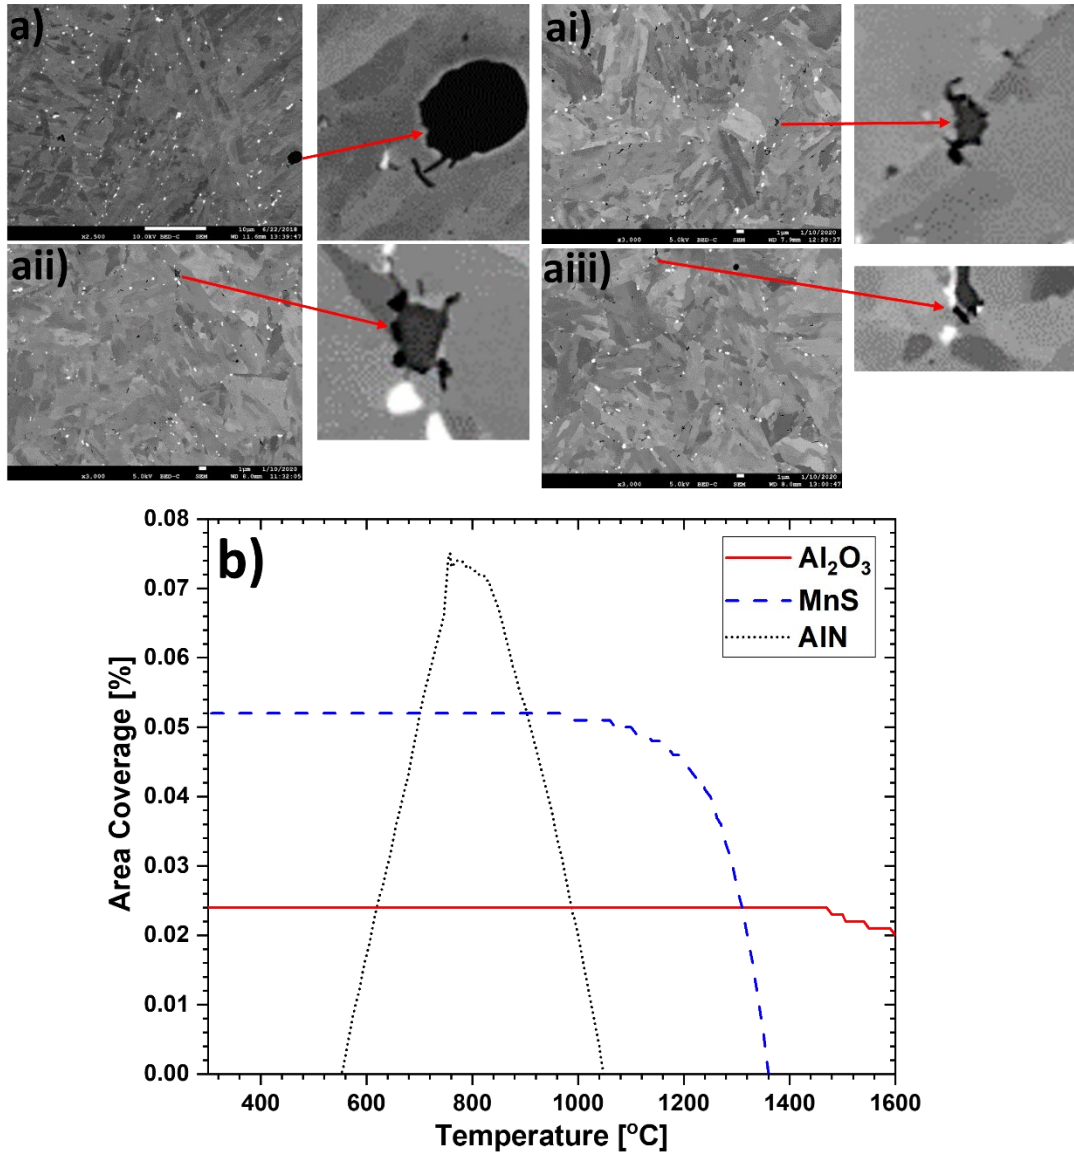 a)
10μm 6/22/2018
x2,500 10.0kV BED-C SEM WD 11.6mm 13:39:47
ai)
1μm 1/10/2020
x3,000 5.0kV BED-C SEM WD 7.9mm 12:20:37
aii)
1μm 1/10/2020
x3,000 5.0kV BED-C SEM WD 8.0mm 11:32:05
aiii)
1μm 1/10/2020
x3,000 5.0kV BED-C SEM WD 8.0mm 13:00:47
b)
Al₂O₃
MnS
AlN
Area Coverage [%]
0.08
0.07
0.06
0.05
0.04
0.03
0.02
0.01
0.00
400 600 800 1000 1200 1400 1600
Temperature [°C]